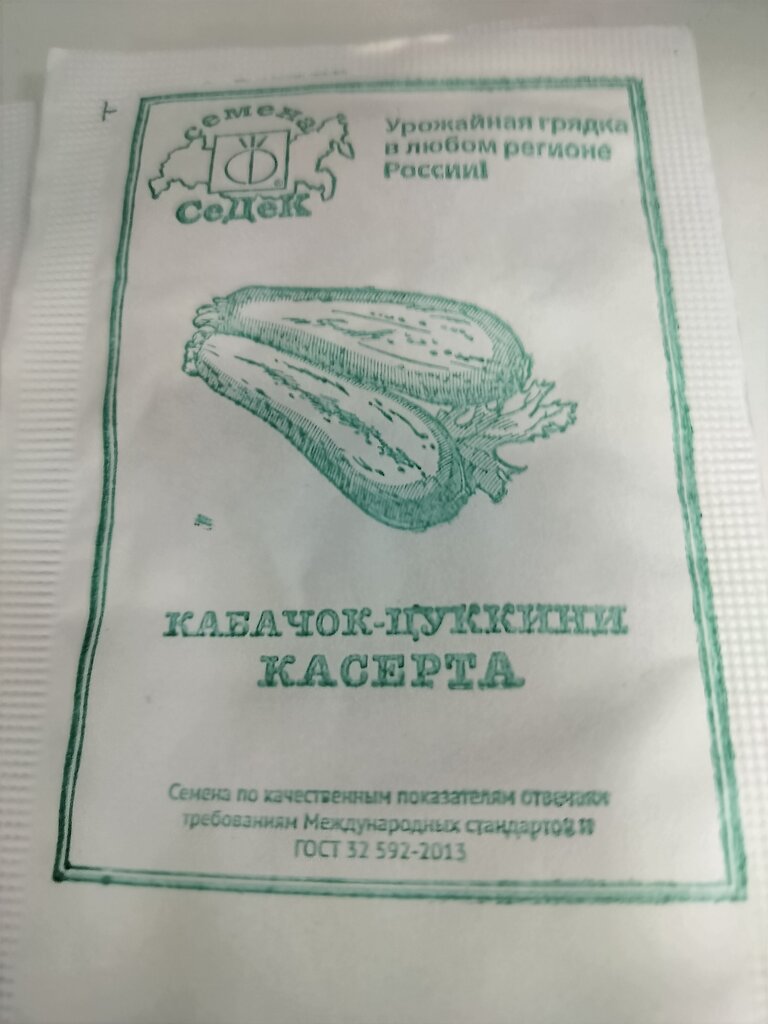 семена
СеДеК
Урожайная грядка
в любом регионе
России!
КАБАЧОК-ЦУККИНИ
КАСЕРТА
Семена по качественным показателям отвечают
требованиям Международных стандартов и
ГОСТ 32 592-2013